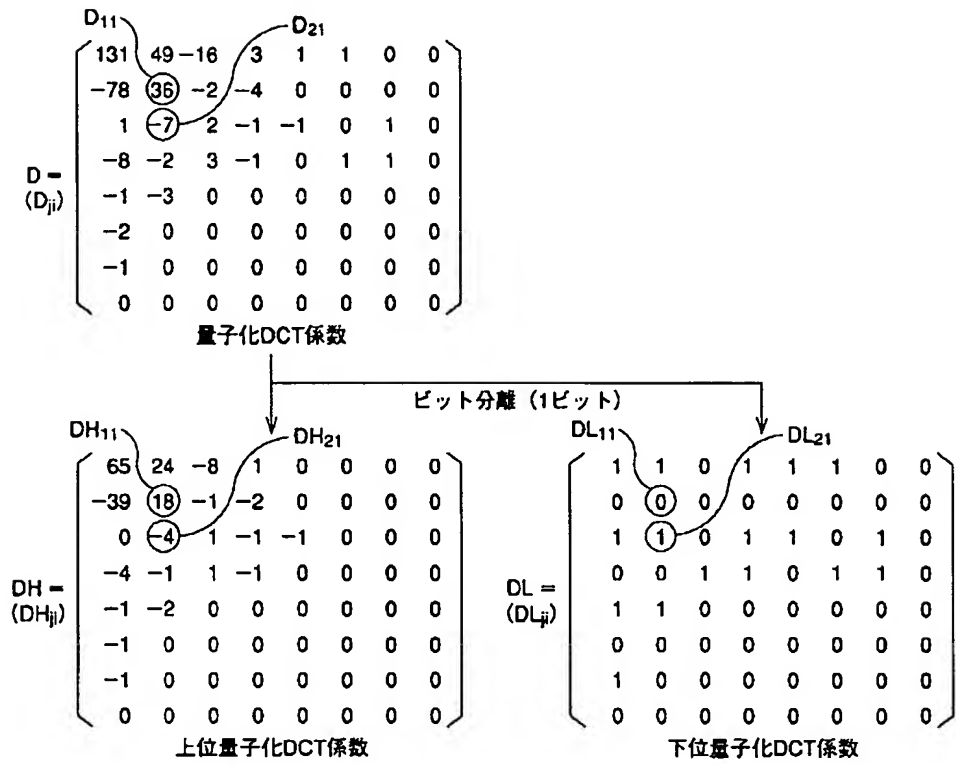 D11 D21
131 49 -16 3 1 1 0 0
-78 36 -2 -4 0 0 0 0
1 -7 2 -1 -1 0 1 0
-8 -2 3 -1 0 1 1 0
D = (Dji)
-1 -3 0 0 0 0 0 0
-2 0 0 0 0 0 0 0
-1 0 0 0 0 0 0 0
0 0 0 0 0 0 0 0
量子化DCT係数
ビット分離 (1ビット)
DH11 DH21
65 24 -8 1 0 0 0 0
-39 18 -1 -2 0 0 0 0
0 -4 1 -1 -1 0 0 0
-4 -1 1 -1 0 0 0 0
DH = (DHji)
-1 -2 0 0 0 0 0 0
-1 0 0 0 0 0 0 0
-1 0 0 0 0 0 0 0
0 0 0 0 0 0 0 0
上位量子化DCT係数
DL11 DL21
1 1 0 1 1 1 0 0
0 0 0 0 0 0 0 0
1 1 0 1 1 0 1 0
0 0 1 1 0 1 1 0
DL = (DLji)
1 1 0 0 0 0 0 0
0 0 0 0 0 0 0 0
1 0 0 0 0 0 0 0
0 0 0 0 0 0 0 0
下位量子化DCT係数